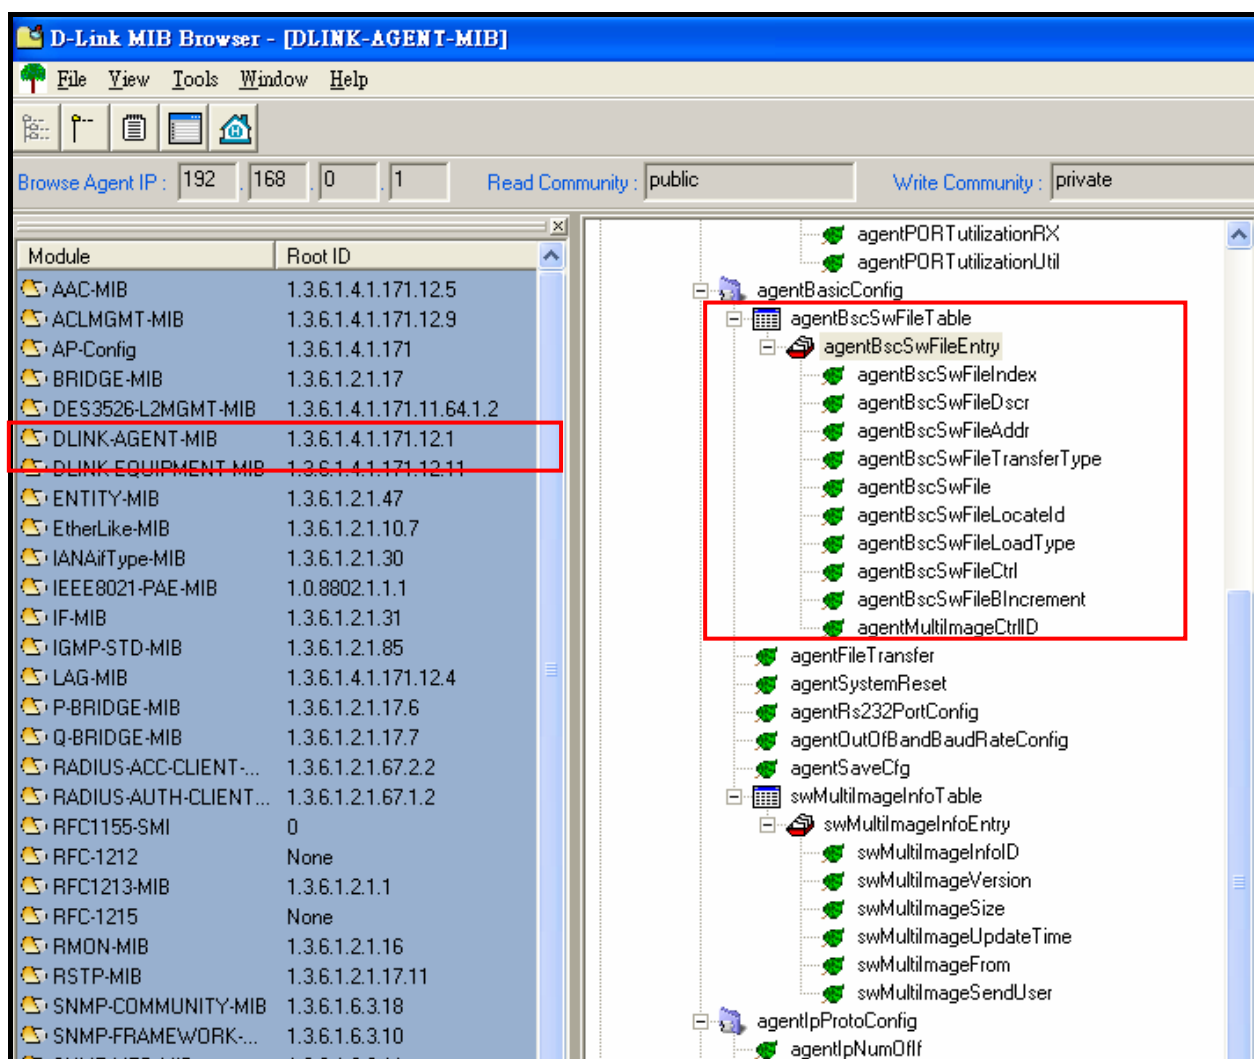 D-Link MIB Browser - [DLINK-AGENT-MIB]
File View Tools Window Help
Browse Agent IP : 192 . 168 . 0 . 1 Read Community : public Write Community : private
Module Root ID
AAC-MIB 1.3.6.1.4.1.171.12.5
ACLMGMT-MIB 1.3.6.1.4.1.171.12.9
AP-Config 1.3.6.1.4.1.171
BRIDGE-MIB 1.3.6.1.2.1.17
DES3526-L2MGMT-MIB 1.3.6.1.4.1.171.11.64.1.2
DLINK-AGENT-MIB 1.3.6.1.4.1.171.12.1
DLINK-EQUIPMENT-MIB 1.3.6.1.4.1.171.12.11
ENTITY-MIB 1.3.6.1.2.1.47
EtherLike-MIB 1.3.6.1.2.1.10.7
IANAifType-MIB 1.3.6.1.2.1.30
IEEE8021-PAE-MIB 1.0.8802.1.1.1
IF-MIB 1.3.6.1.2.1.31
IGMP-STD-MIB 1.3.6.1.2.1.85
LAG-MIB 1.3.6.1.4.1.171.12.4
P-BRIDGE-MIB 1.3.6.1.2.1.17.6
Q-BRIDGE-MIB 1.3.6.1.2.1.17.7
RADIUS-ACC-CLIENT-... 1.3.6.1.2.1.67.2.2
RADIUS-AUTH-CLIENT... 1.3.6.1.2.1.67.1.2
RFC1155-SMI 0
RFC-1212 None
RFC1213-MIB 1.3.6.1.2.1.1
RFC-1215 None
RMON-MIB 1.3.6.1.2.1.16
RSTP-MIB 1.3.6.1.2.1.17.11
SNMP-COMMUNITY-MIB 1.3.6.1.6.3.18
SNMP-FRAMEWORK-... 1.3.6.1.6.3.10
agentPORTutilizationRX
agentPORTutilizationUtil
agentBasicConfig
agentBscSwFileTable
agentBscSwFileEntry
agentBscSwFileIndex
agentBscSwFileDscr
agentBscSwFileAddr
agentBscSwFileTransferType
agentBscSwFile
agentBscSwFileLocateId
agentBscSwFileLoadType
agentBscSwFileCtrl
agentBscSwFileBIncrement
agentMultiImageCtrlID
agentFileTransfer
agentSystemReset
agentRs232PortConfig
agentOutOfBandBaudRateConfig
agentSaveCfg
swMultiImageInfoTable
swMultiImageInfoEntry
swMultiImageInfoID
swMultiImageVersion
swMultiImageSize
swMultiImageUpdateTime
swMultiImageFrom
swMultiImageSendUser
agentIpProtoConfig
agentIpNumOfIf